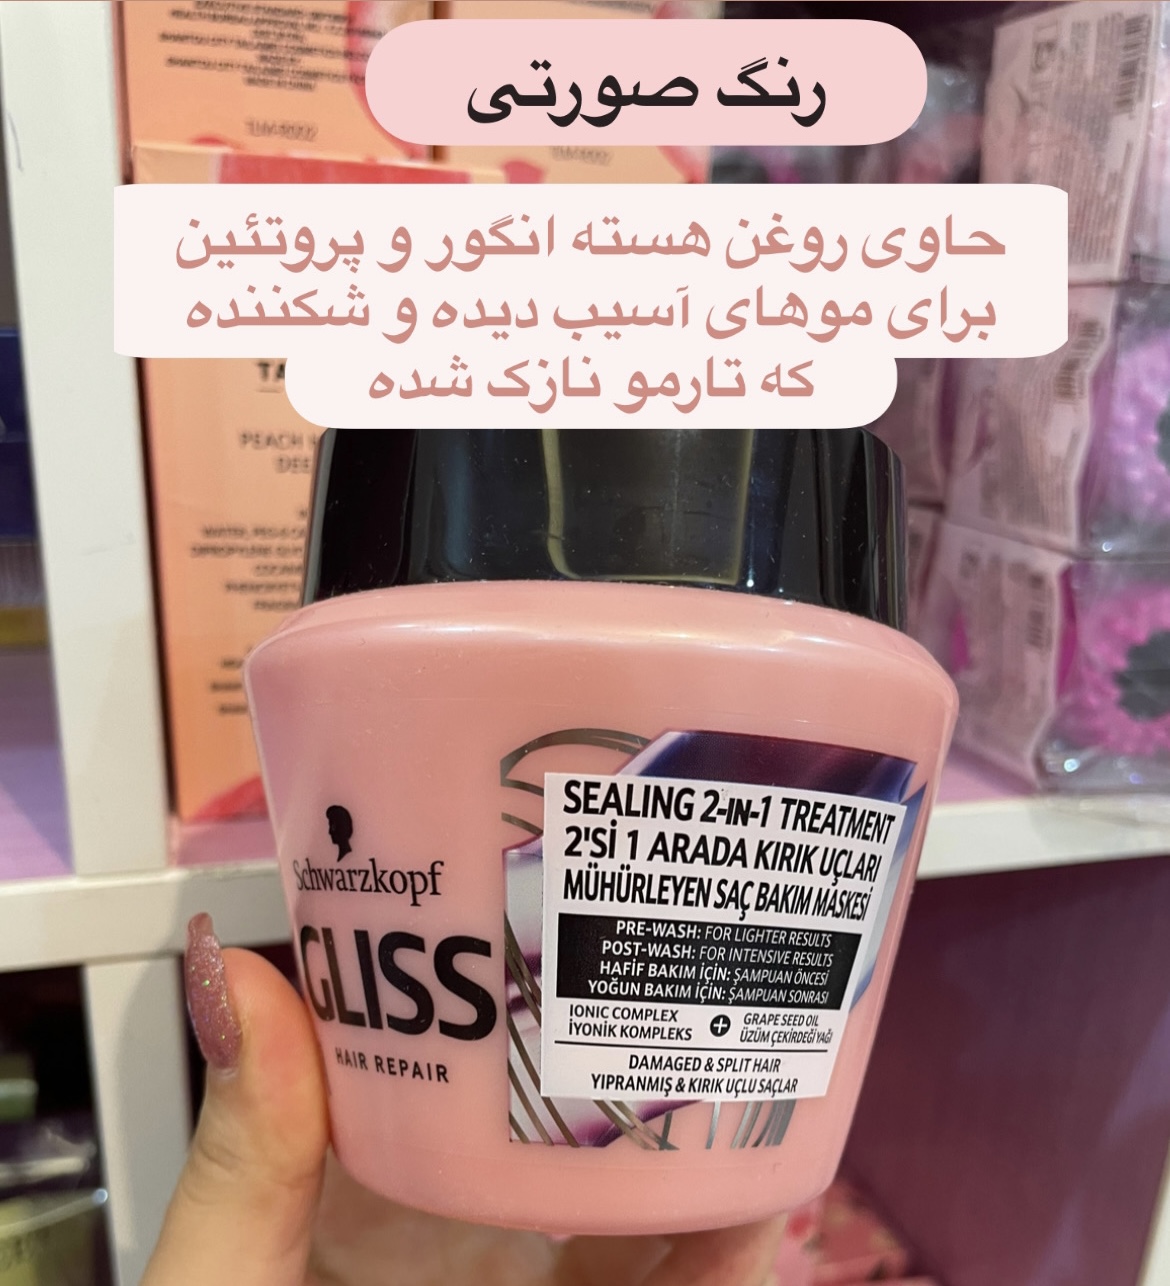 رنگ صورتی
حاوی روغن هسته انگور و پروتئین
برای موهای آسیب دیده و شکننده
که تارمو نازک شده
TA
PEACH
DEE
Schwarzkopf
GLISS
HAIR REPAIR
SEALING 2-IN-1 TREATMENT
2'Sİ 1 ARADA KIRIK UÇLARI
MÜHÜRLEYEN SAÇ BAKIM MASKESİ
PRE-WASH: FOR LIGHTER RESULTS
POST-WASH: FOR INTENSIVE RESULTS
HAFİF BAKIM İÇİN: ŞAMPUAN ÖNCESİ
YOĞUN BAKIM İÇİN: ŞAMPUAN SONRASI
IONIC COMPLEX
İYONİK KOMPLEKS
+
GRAPE SEED OIL
ÜZÜM ÇEKİRDEĞİ YAĞI
DAMAGED & SPLIT HAIR
YIPRANMIŞ & KIRIK UÇLU SAÇLAR